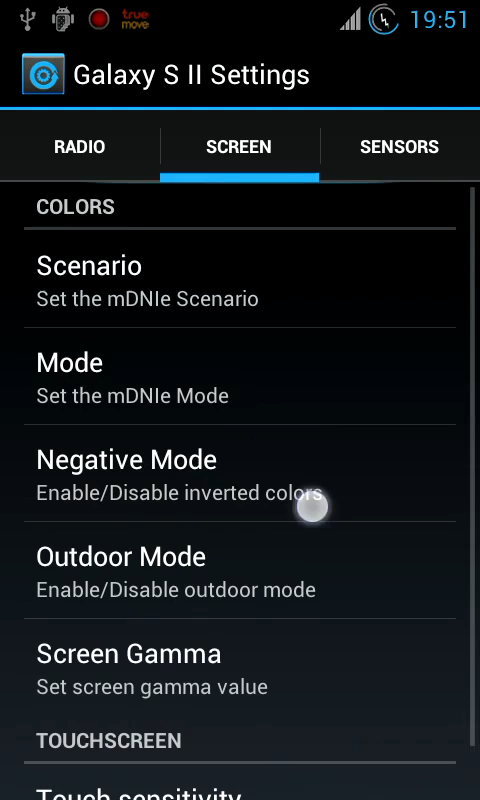 true
move
19:51
Galaxy S II Settings
RADIO
SCREEN
SENSORS
COLORS
Scenario
Set the mDNIe Scenario
Mode
Set the mDNIe Mode
Negative Mode
Enable/Disable inverted colors
Outdoor Mode
Enable/Disable outdoor mode
Screen Gamma
Set screen gamma value
TOUCHSCREEN
Touch sensitivity